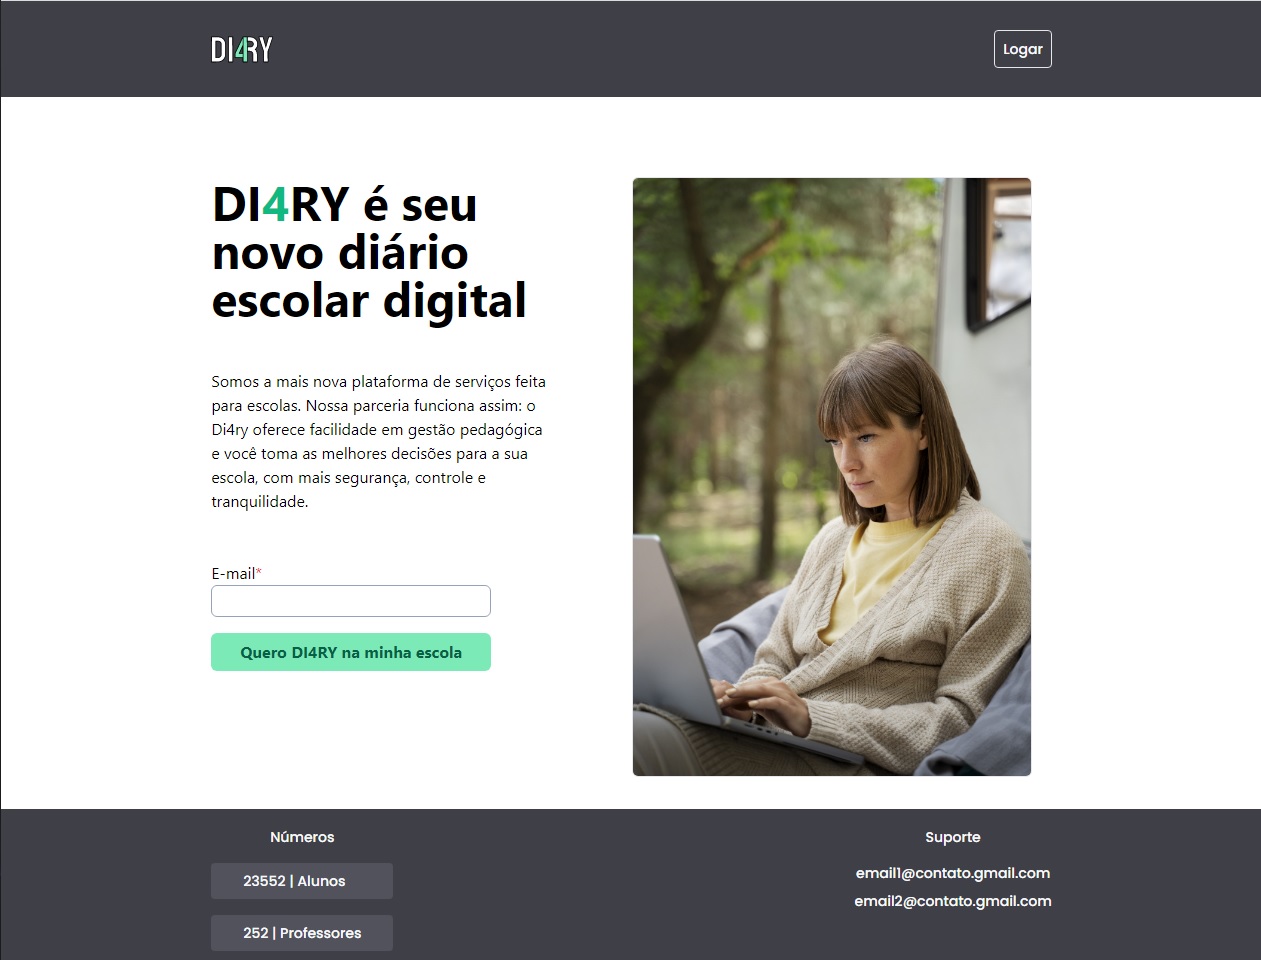 DI4RY
Logar
DI4RY é seu
novo diário
escolar digital
Somos a mais nova plataforma de serviços feita
para escolas. Nossa parceria funciona assim: o
Di4ry oferece facilidade em gestão pedagógica
e você toma as melhores decisões para a sua
escola, com mais segurança, controle e
tranquilidade.
E-mail*
Quero DI4RY na minha escola
Números
23552 | Alunos
252 | Professores
Suporte
email1@contato.gmail.com
email2@contato.gmail.com